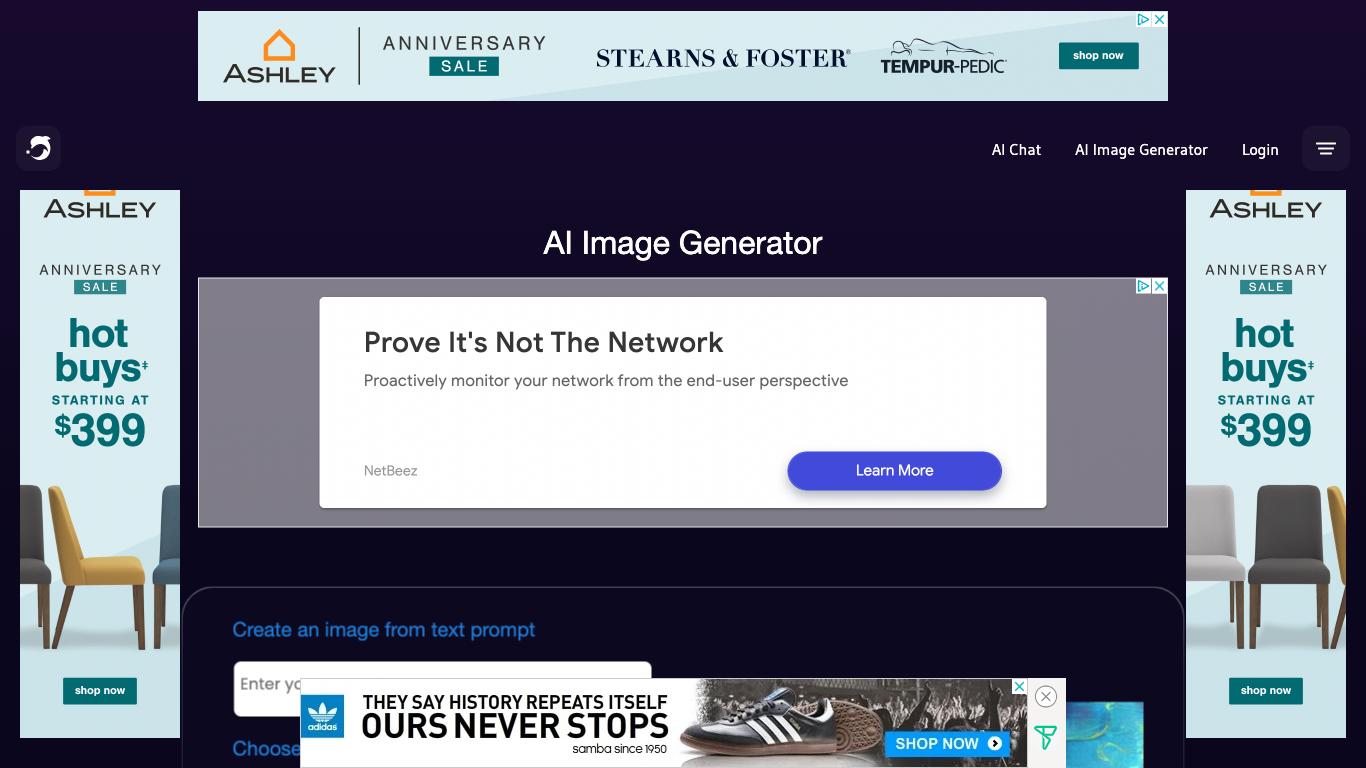 ASHLEY
ANNIVERSARY
SALE
STEARNS & FOSTER®
TEMPUR-PEDIC
shop now
AI Chat
AI Image Generator
Login
ASHLEY
ANNIVERSARY
SALE
hot
buys‡
STARTING AT
$399
shop now
AI Image Generator
Prove It's Not The Network
Proactively monitor your network from the end-user perspective
NetBeez
Learn More
ASHLEY
ANNIVERSARY
SALE
hot
buys‡
STARTING AT
$399
shop now
Create an image from text prompt
Enter yo
Choose
adidas
THEY SAY HISTORY REPEATS ITSELF
OURS NEVER STOPS
samba since 1950
SHOP NOW